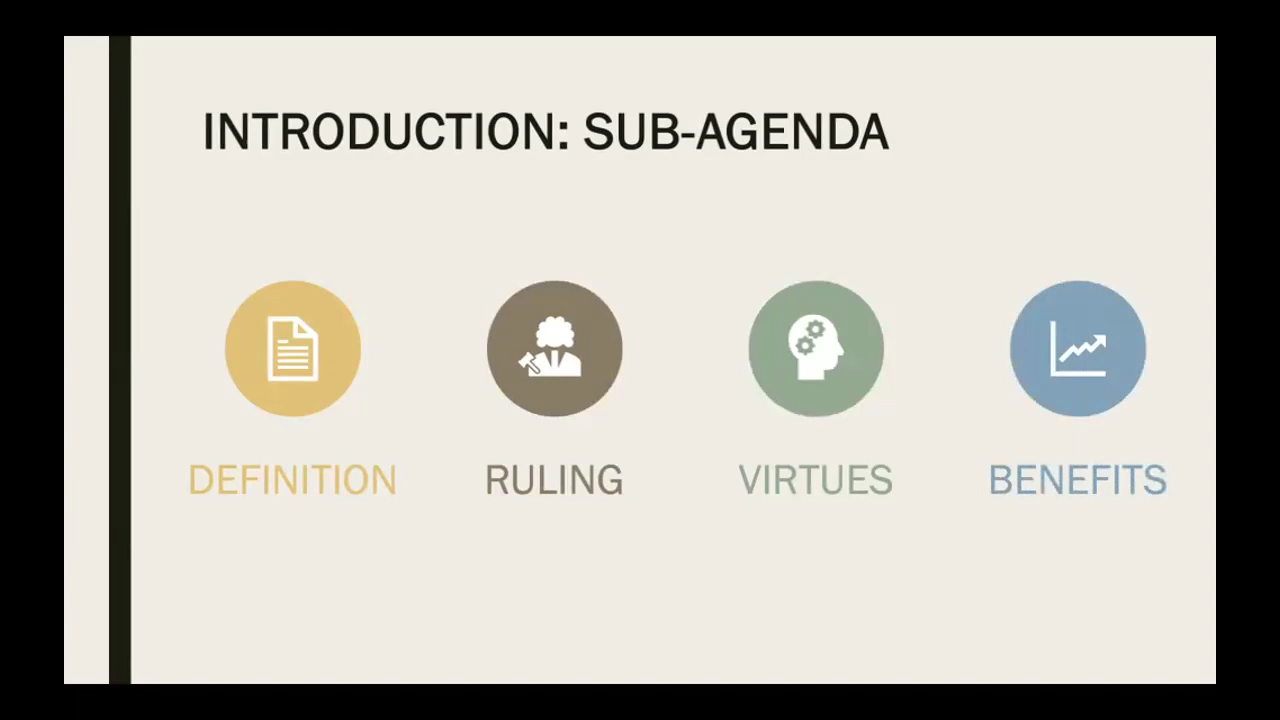 INTRODUCTION: SUB-AGENDA
DEFINITION
RULING
VIRTUES
BENEFITS